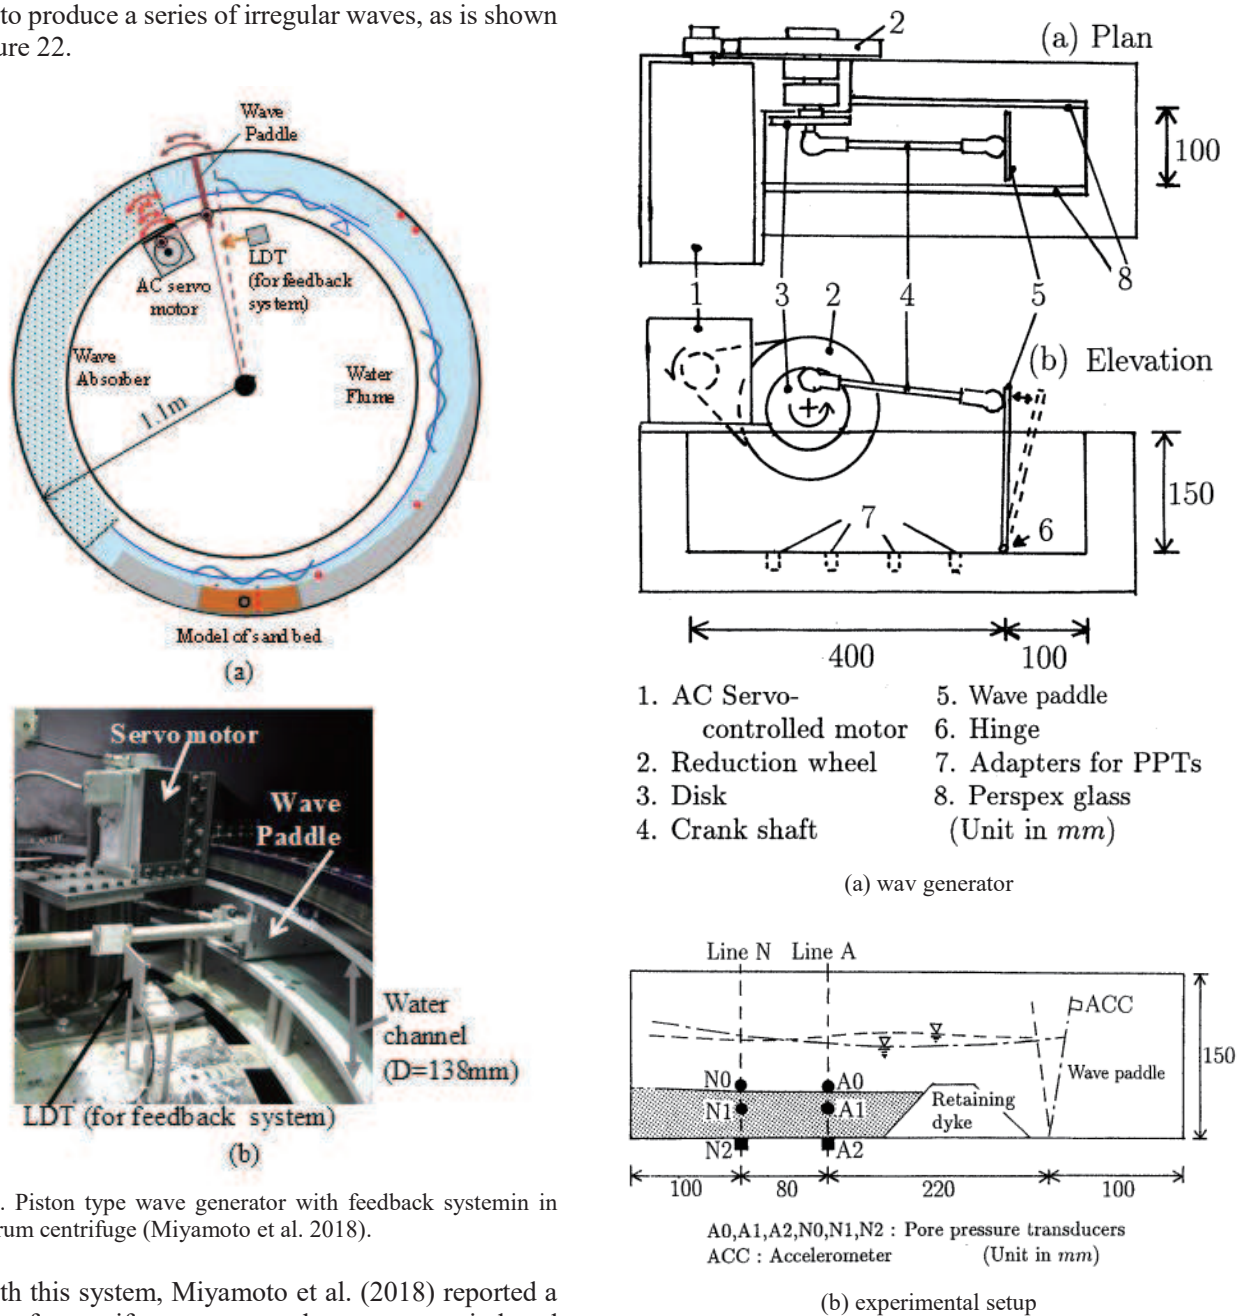 to produce a series of irregular waves, as is shown
ure 22.
Wave
Paddle
LDT
(for feedback
system)
AC servo
motor
Wave
Absorber
Water
Flume
1.1m
Model of sand bed
(a)
Servo motor
Wave
Paddle
Water
channel
(D=138mm)
LDT (for feedback system)
(b)
. Piston type wave generator with feedback systemin in
rum centrifuge (Miyamoto et al. 2018).
th this system, Miyamoto et al. (2018) reported a
2
(a) Plan
100
1
3
2
4
5
8
(b) Elevation
7
6
150
400
100
1. AC Servo-
controlled motor
2. Reduction wheel
3. Disk
4. Crank shaft
5. Wave paddle
6. Hinge
7. Adapters for PPTs
8. Perspex glass
(Unit in mm)
(a) wav generator
Line N Line A
ACC
N0
A0
Wave paddle
150
N1
A1
Retaining
dyke
N2
A2
100
80
220
100
A0,A1,A2,N0,N1,N2 : Pore pressure transducers
ACC : Accelerometer (Unit in mm)
(b) experimental setup